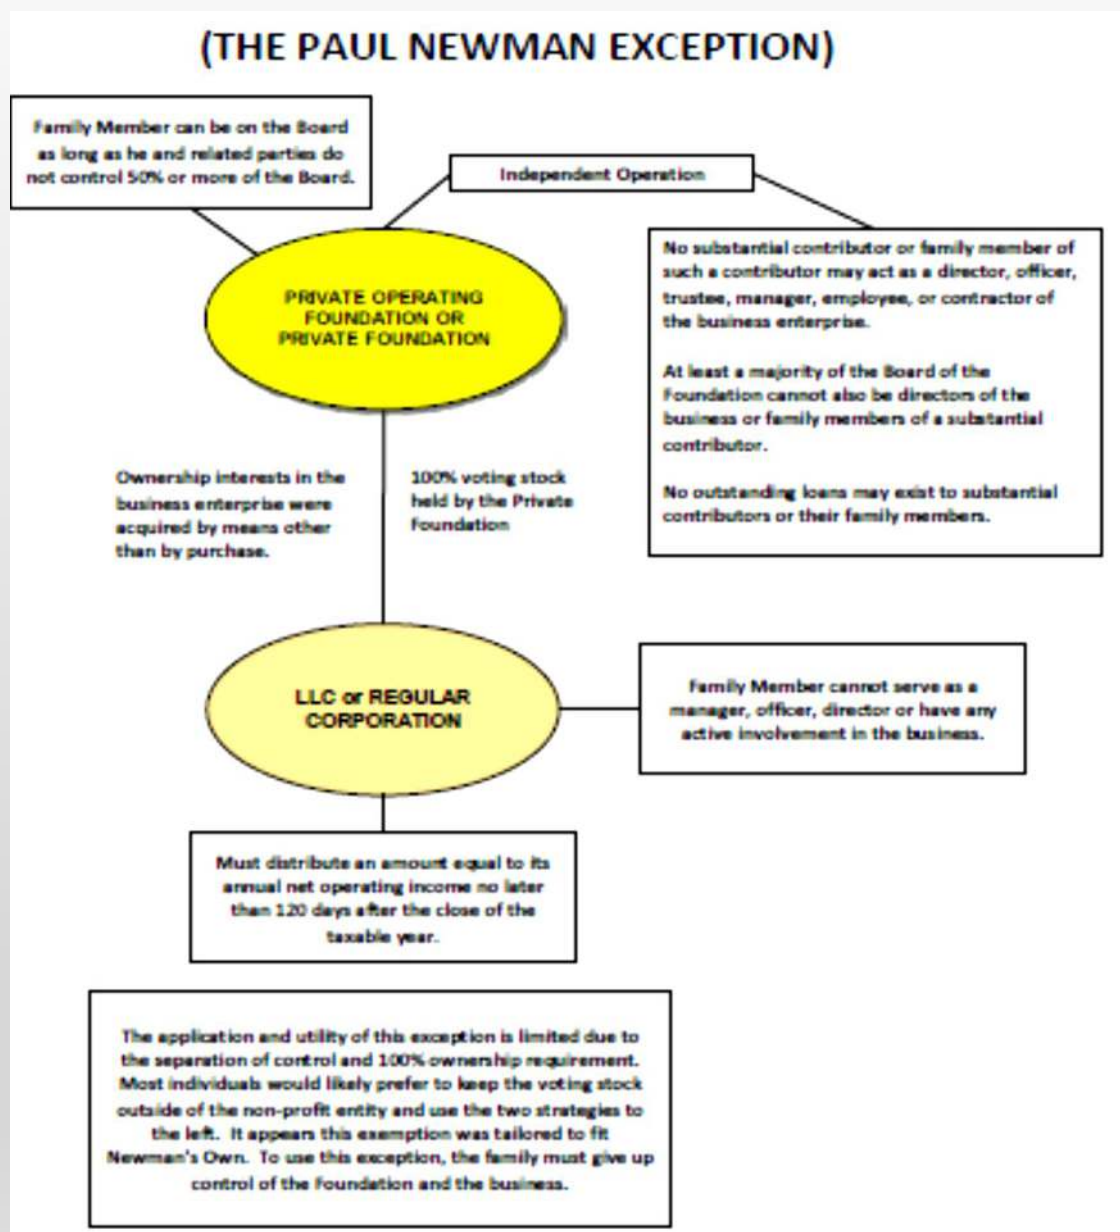 (THE PAUL NEWMAN EXCEPTION)
Family Member can be on the Board
as long as he and related parties do
not control 50% or more of the Board.
Independent Operation
No substantial contributor or family member of
such a contributor may act as a director, officer,
trustee, manager, employee, or contractor of
the business enterprise.
At least a majority of the Board of the
Foundation cannot also be directors of the
business or family members of a substantial
contributor.
No outstanding loans may exist to substantial
contributors or their family members.
PRIVATE OPERATING
FOUNDATION OR
PRIVATE FOUNDATION
Ownership interests in the
business enterprise were
acquired by means other
than by purchase.
100% voting stock
held by the Private
Foundation
LLC or REGULAR
CORPORATION
Family Member cannot serve as a
manager, officer, director or have any
active involvement in the business.
Must distribute an amount equal to its
annual net operating income no later
than 120 days after the close of the
taxable year.
The application and utility of this exception is limited due to
the separation of control and 100% ownership requirement.
Most individuals would likely prefer to keep the voting stock
outside of the non-profit entity and use the two strategies to
the left.  It appears this exemption was tailored to fit
Newman's Own.  To use this exception, the family must give up
control of the Foundation and the business.